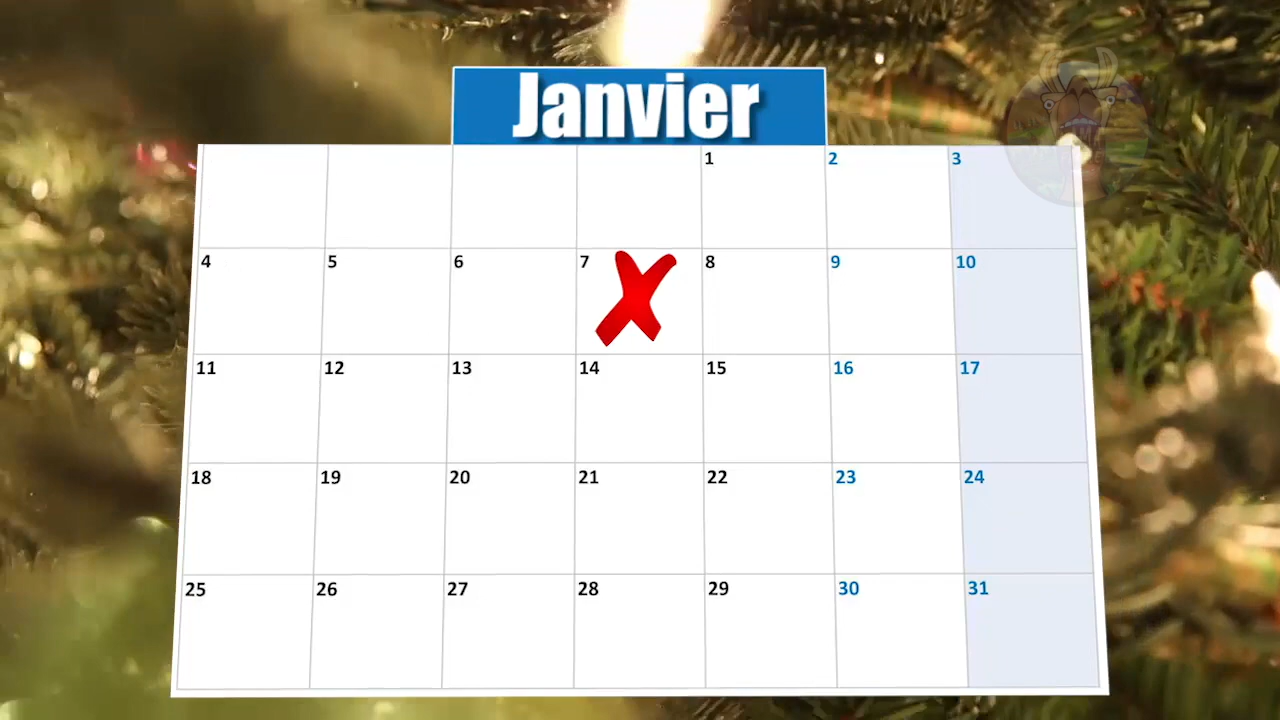 Janvier
1 2 3
4 5 6 7 8 9 10
11 12 13 14 15 16 17
18 19 20 21 22 23 24
25 26 27 28 29 30 31